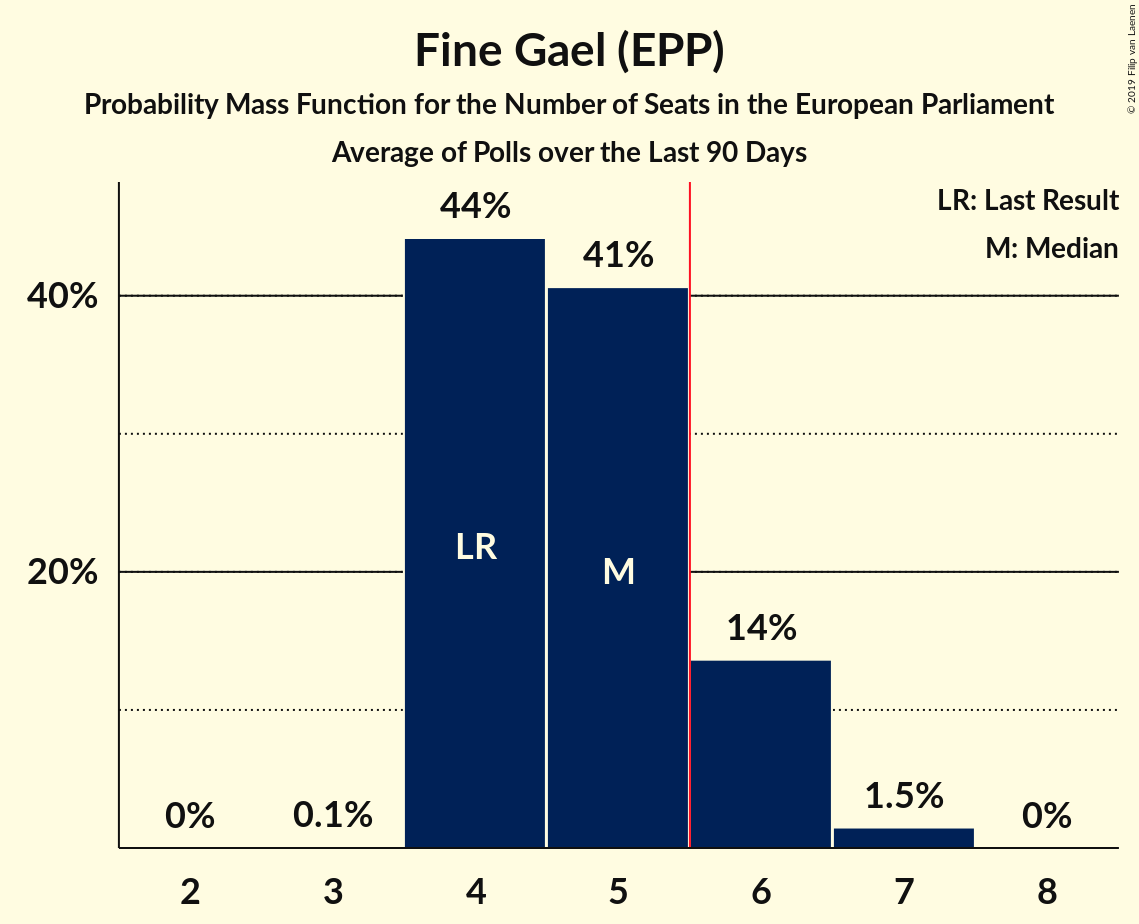 Fine Gael (EPP)
Probability Mass Function for the Number of Seats in the European Parliament
Average of Polls over the Last 90 Days
© 2019 Filip van Laenen
LR: Last Result
M: Median
44%
41%
40%
LR
M
20%
14%
0%
0.1%
1.5%
0%
2 3 4 5 6 7 8